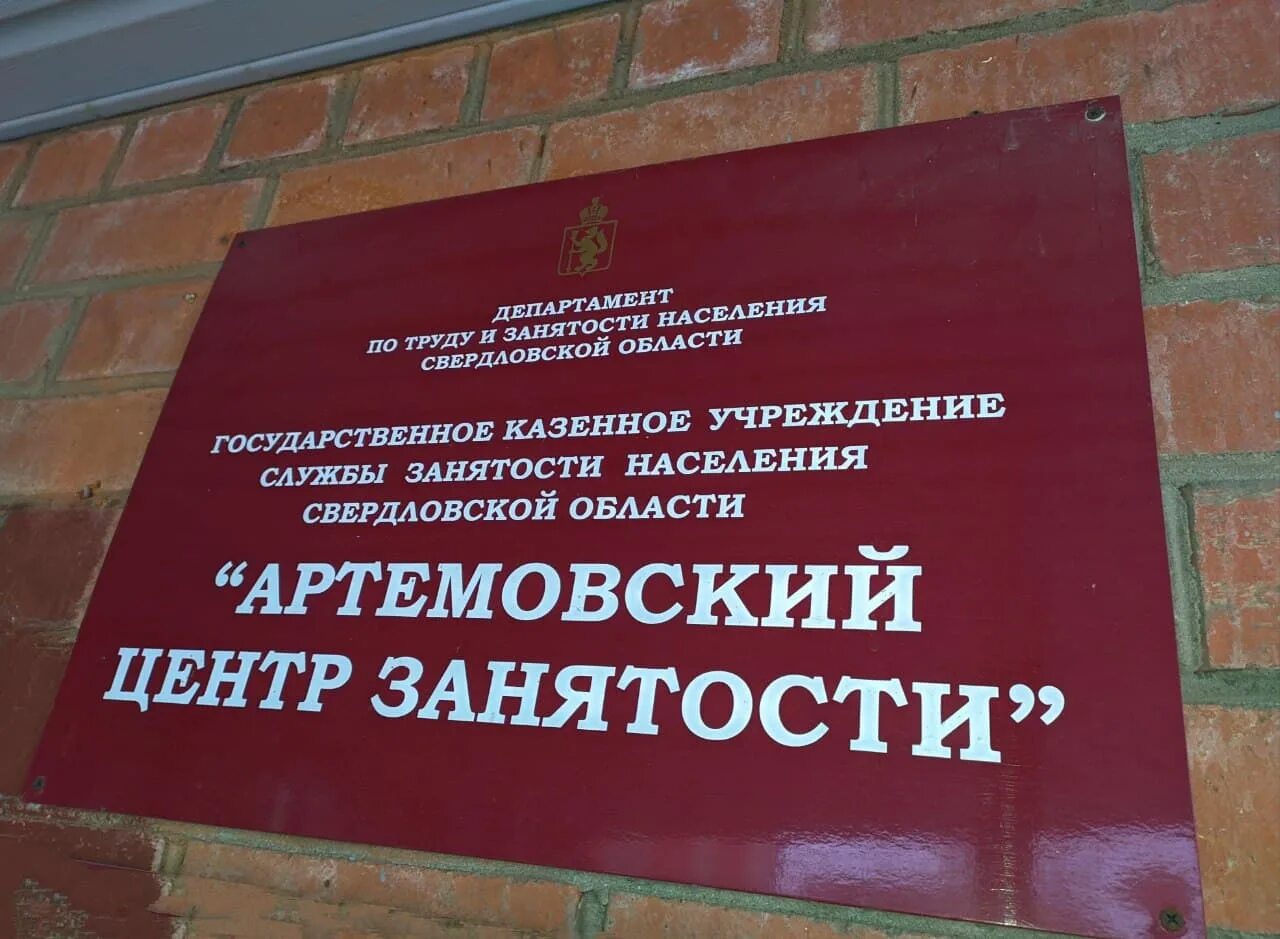 ДЕПАРТАМЕНТ
ПО ТРУДУ И ЗАНЯТОСТИ НАСЕЛЕНИЯ
СВЕРДЛОВСКОЙ ОБЛАСТИ
ГОСУДАРСТВЕННОЕ КАЗЕННОЕ УЧРЕЖДЕНИЕ
СЛУЖБЫ ЗАНЯТОСТИ НАСЕЛЕНИЯ
СВЕРДЛОВСКОЙ ОБЛАСТИ
“АРТЕМОВСКИЙ
ЦЕНТР ЗАНЯТОСТИ”